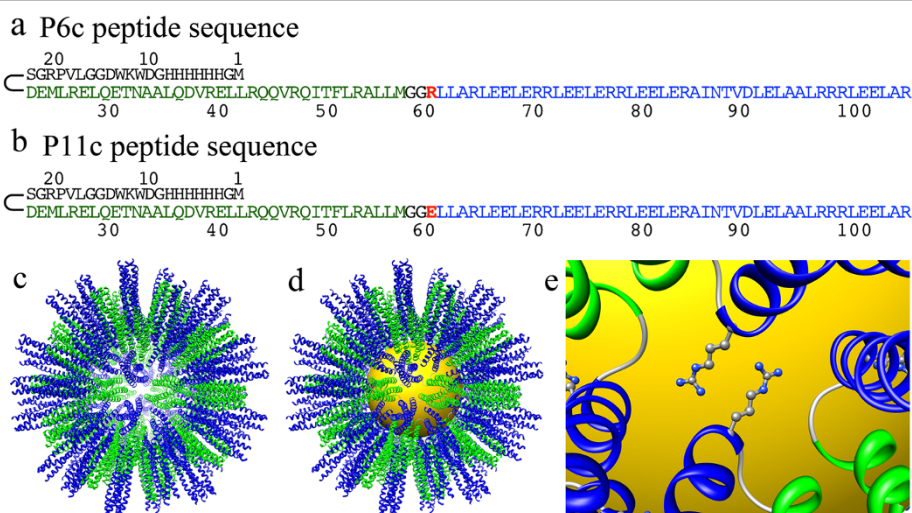 a P6c peptide sequence
20 10 1
SGRPVLGGDWKWDGHHHHHHGM
DEMLRELQETNAALQDVRELLRQQVRQITFLRALLMGGRLLARLEELERRLEELERRLEELERAINTVDLELAALRRRLEELAR
30 40 50 60 70 80 90 100
b P11c peptide sequence
20 10 1
SGRPVLGGDWKWDGHHHHHHGM
DEMLRELQETNAALQDVRELLRQQVRQITFLRALLMGGELLARLEELERRLEELERRLEELERAINTVDLELAALRRRLEELAR
30 40 50 60 70 80 90 100
c d e